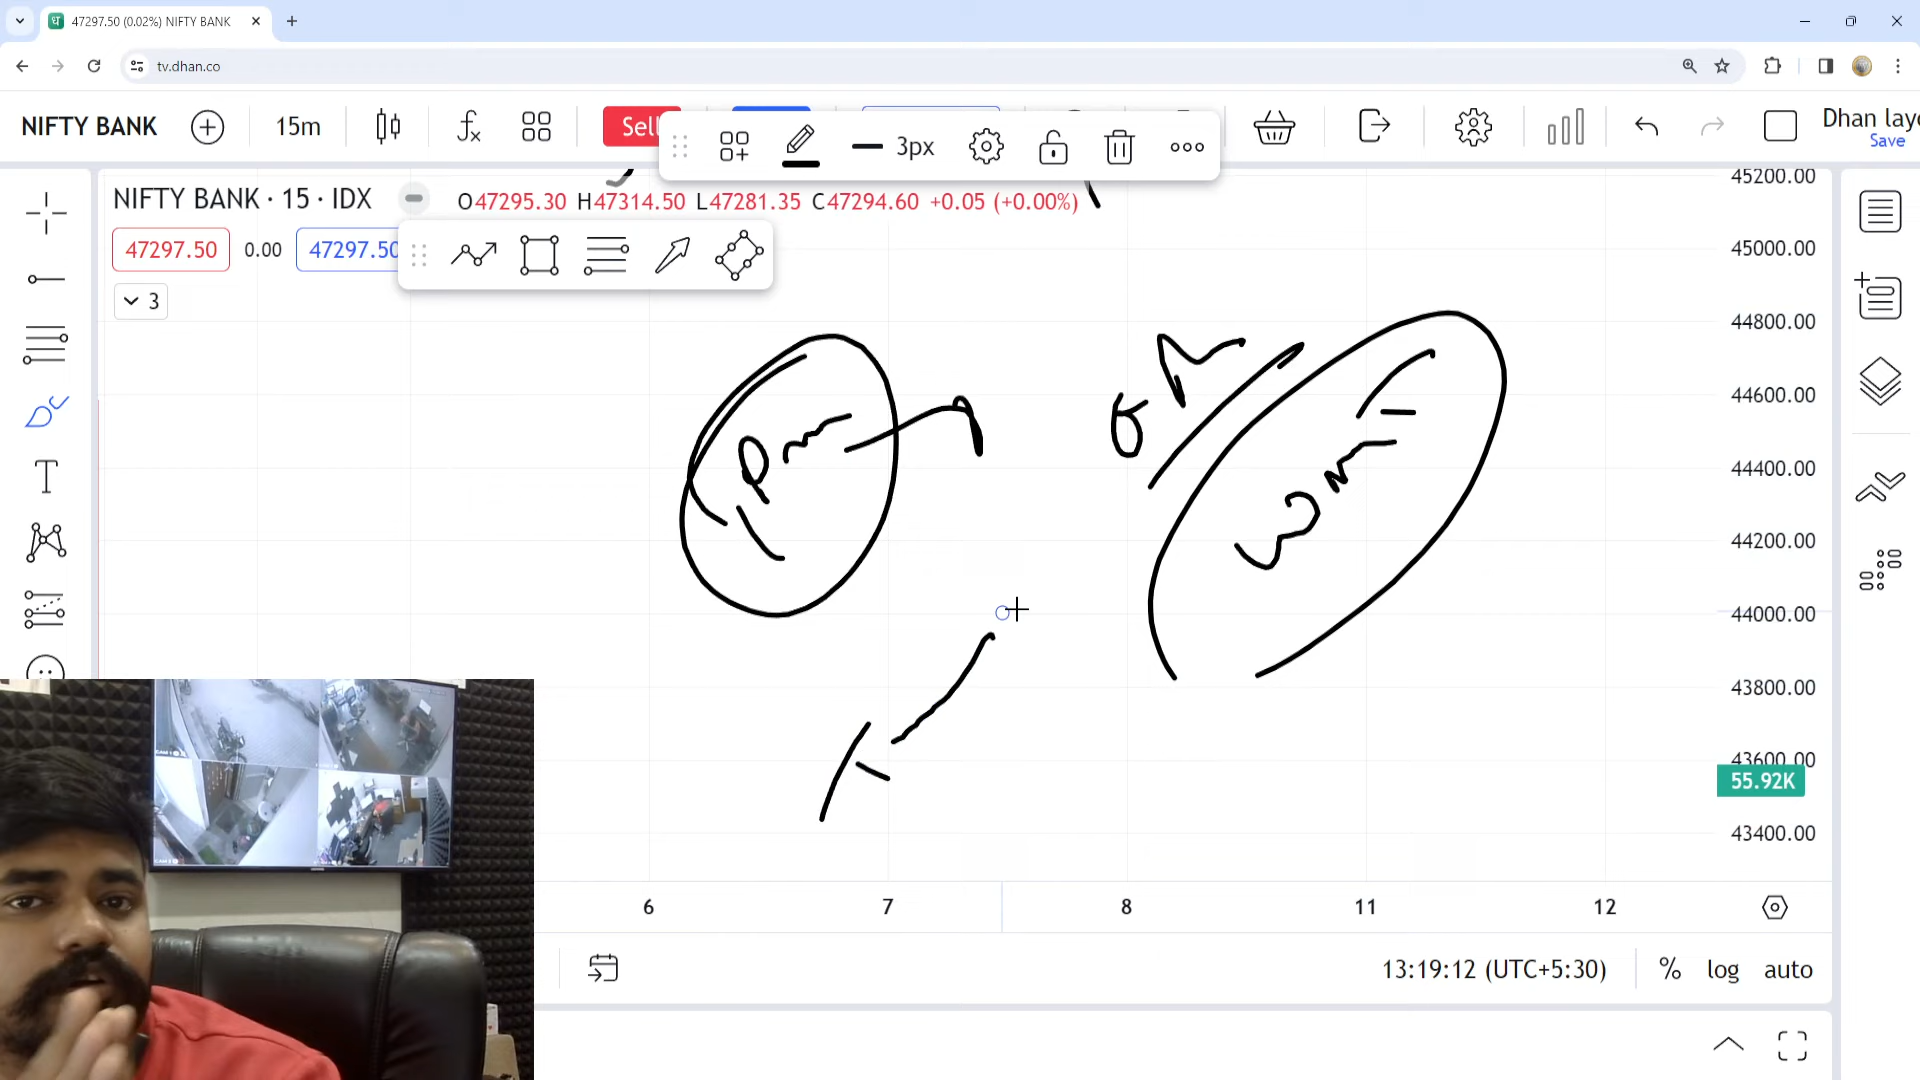 47297.50 (0.02%) NIFTY BANK
tv.dhan.co
NIFTY BANK
15m
Sell
3px
Dhan layo
Save
NIFTY BANK · 15 · IDX
O47295.30 H47314.50 L47281.35 C47294.60 +0.05 (+0.00%)
47297.50 0.00 47297.50
3
45200.00
45000.00
44800.00
44600.00
44400.00
44200.00
44000.00
43800.00
43600.00
55.92K
43400.00
6 7 8 11 12
13:19:12 (UTC+5:30) % log auto